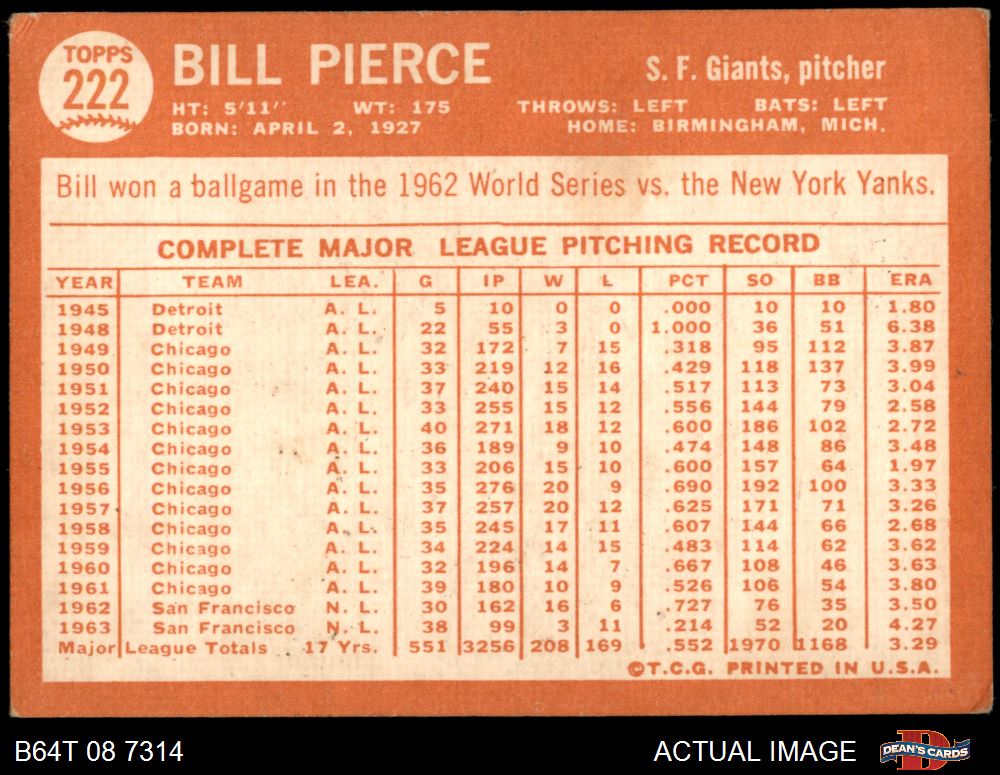 TOPPS
222
BILL PIERCE
S. F. Giants, pitcher
HT: 5'11" WT: 175 THROWS: LEFT BATS: LEFT
BORN: APRIL 2, 1927 HOME: BIRMINGHAM, MICH.
Bill won a ballgame in the 1962 World Series vs. the New York Yanks.
COMPLETE MAJOR LEAGUE PITCHING RECORD
YEAR TEAM LEA. G IP W L PCT SO BB ERA
1945 Detroit A. L. 5 10 0 0 .000 10 10 1.80
1948 Detroit A. L. 22 55 3 0 1.000 36 51 6.38
1949 Chicago A. L. 32 172 7 15 .318 95 112 3.87
1950 Chicago A. L. 33 219 12 16 .429 118 137 3.99
1951 Chicago A. L. 37 240 15 14 .517 113 73 3.04
1952 Chicago A. L. 33 255 15 12 .556 144 79 2.58
1953 Chicago A. L. 40 271 18 12 .600 186 102 2.72
1954 Chicago A. L. 36 189 9 10 .474 148 86 3.48
1955 Chicago A. L. 33 206 15 10 .600 157 64 1.97
1956 Chicago A. L. 35 276 20 9 .690 192 100 3.33
1957 Chicago A. L. 37 257 20 12 .625 171 71 3.26
1958 Chicago A. L. 35 245 17 11 .607 144 66 2.68
1959 Chicago A. L. 34 224 14 15 .483 114 62 3.62
1960 Chicago A. L. 32 196 14 7 .667 108 46 3.63
1961 Chicago A. L. 39 180 10 9 .526 106 54 3.80
1962 San Francisco N. L. 30 162 16 6 .727 76 35 3.50
1963 San Francisco N. L. 38 99 3 11 .214 52 20 4.27
Major League Totals 17 Yrs. 551 3256 208 169 .552 1970 1168 3.29
©T.C.G. PRINTED IN U.S.A.
B64T 08 7314 ACTUAL IMAGE DEAN'S CARDS